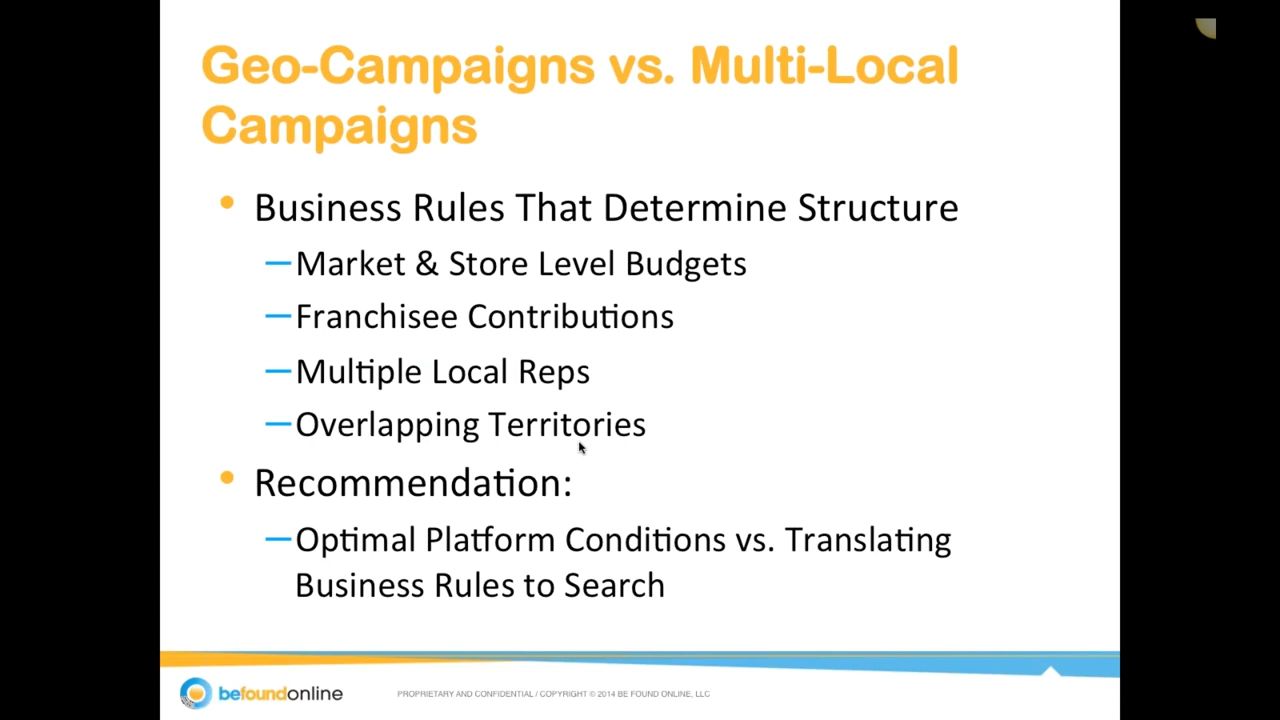 Geo-Campaigns vs. Multi-Local
Campaigns
• Business Rules That Determine Structure
–Market & Store Level Budgets
–Franchisee Contributions
–Multiple Local Reps
–Overlapping Territories
• Recommendation:
–Optimal Platform Conditions vs. Translating
Business Rules to Search
befoundonline
PROPRIETARY AND CONFIDENTIAL / COPYRIGHT © 2014 BE FOUND ONLINE, LLC